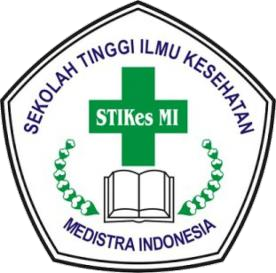 SEKOLAH TINGGI ILMU KESEHATAN
STIKes MI
MEDISTRA INDONESIA